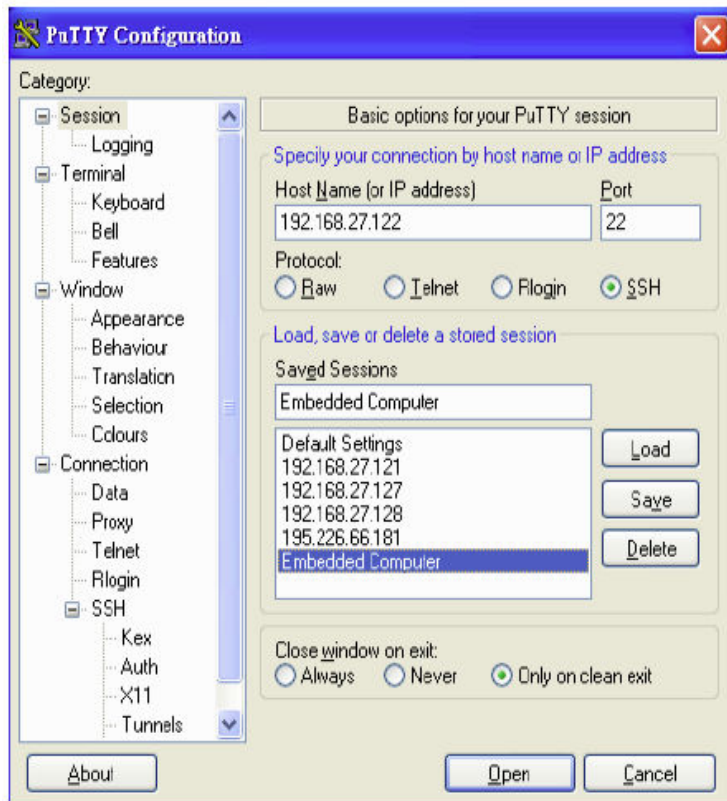 PuTTY Configuration
Category:
Session
Logging
Terminal
Keyboard
Bell
Features
Window
Appearance
Behaviour
Translation
Selection
Colours
Connection
Data
Proxy
Telnet
Rlogin
SSH
Kex
Auth
X11
Tunnels
Basic options for your PuTTY session
Specify your connection by host name or IP address
Host Name (or IP address) Port
192.168.27.122 22
Protocol:
Raw Telnet Rlogin SSH
Load, save or delete a stored session
Saved Sessions
Embedded Computer
Default Settings
192.168.27.121
192.168.27.127
192.168.27.128
195.226.66.181
Embedded Computer
Load
Save
Delete
Close window on exit:
Always Never Only on clean exit
About Open Cancel